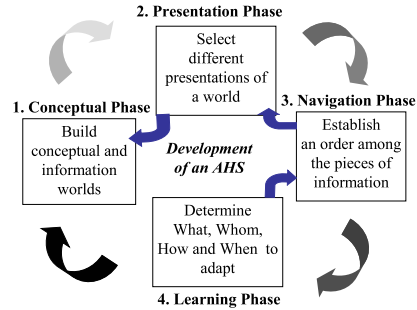 2. Presentation Phase
Select
different
presentations of
a world
1. Conceptual Phase
Build
conceptual and
information
worlds
Development
of an AHS
3. Navigation Phase
Establish
an order among
the pieces of
information
Determine
What, Whom,
How and When to
adapt
4. Learning Phase